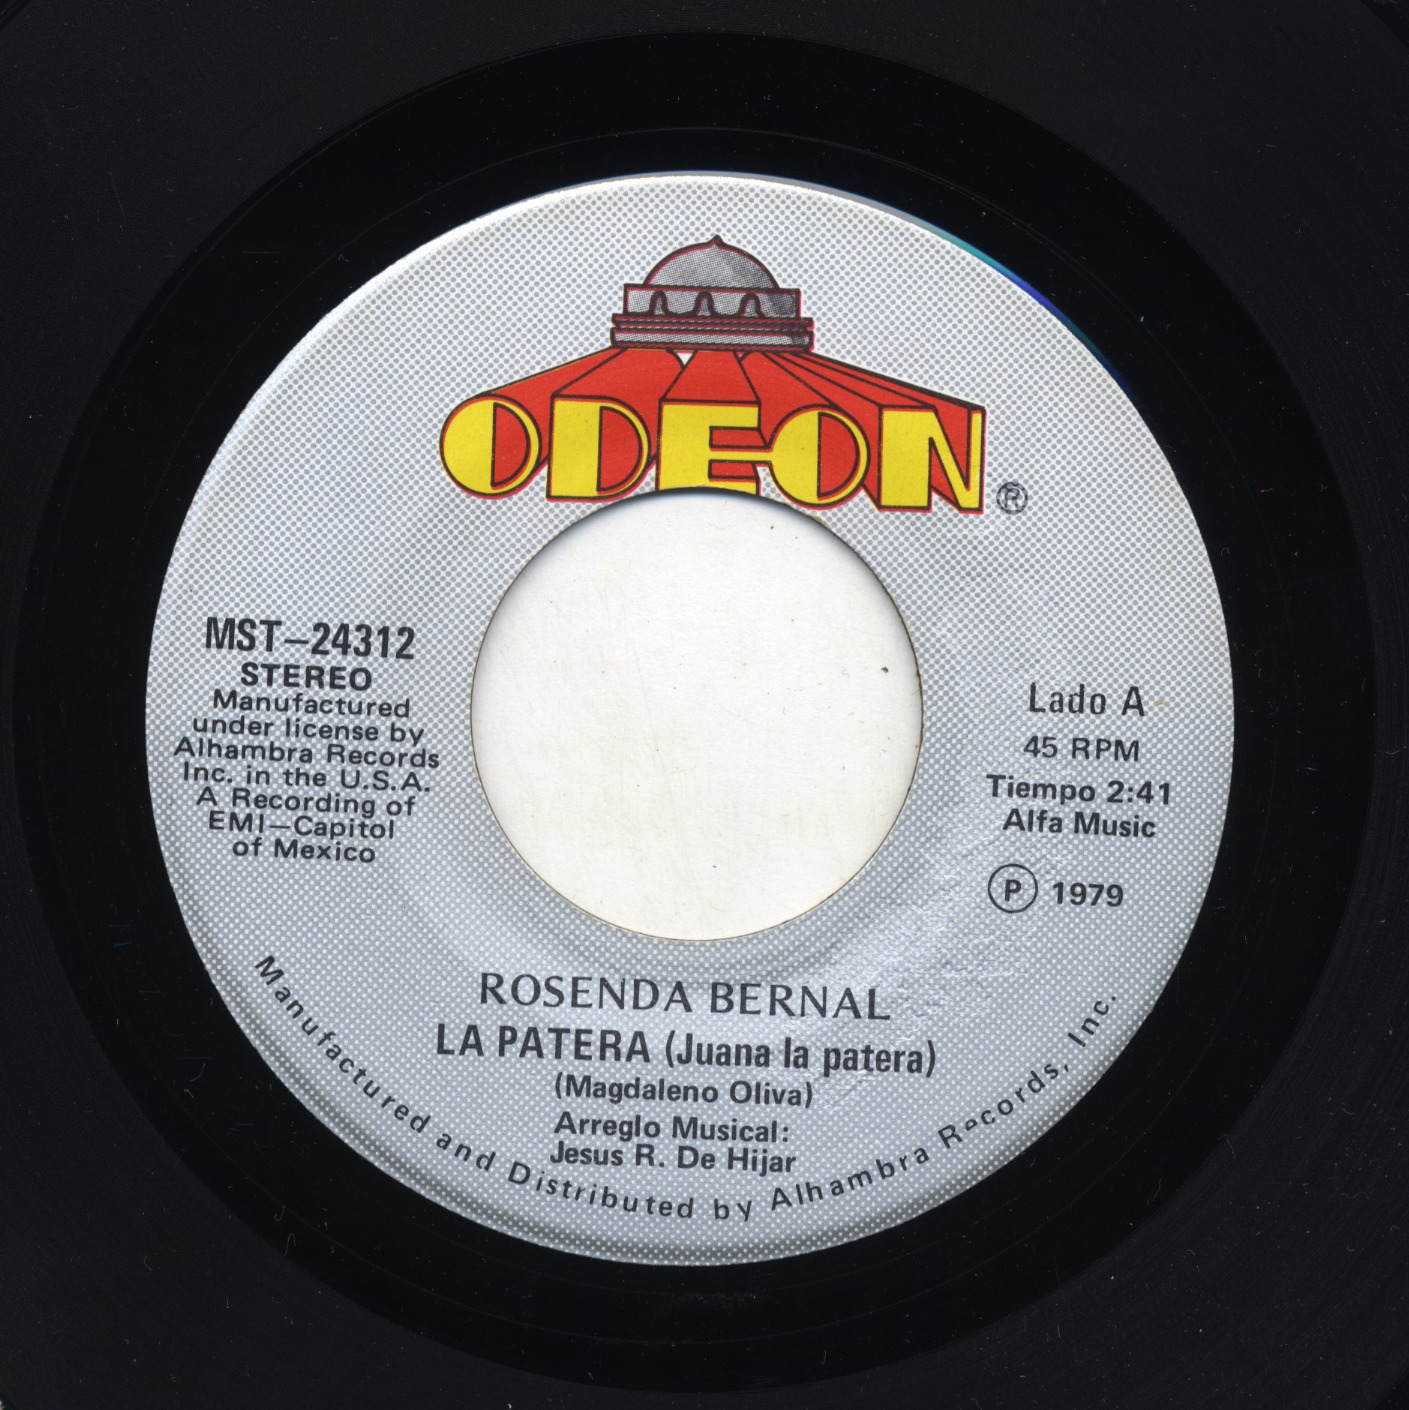 ODEON ®
MST–24312
STEREO
Manufactured
under license by
Alhambra Records
Inc. in the U.S.A.
A Recording of
EMI–Capitol
of Mexico
Lado A
45 RPM
Tiempo 2:41
Alfa Music
Ⓟ 1979
ROSENDA BERNAL
LA PATERA (Juana la patera)
(Magdaleno Oliva)
Arreglo Musical:
Jesus R. De Hijar
Manufactured and Distributed by Alhambra Records, Inc.